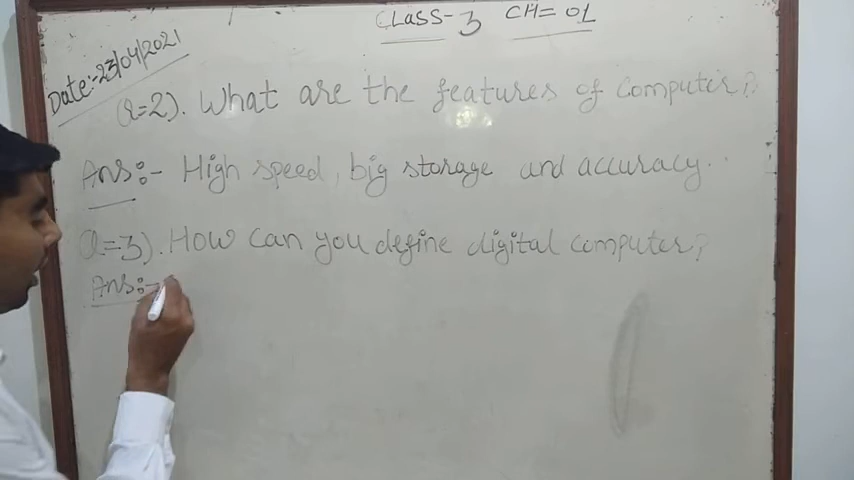 CLASS-3 CH=01
Date:-23/04/2021
Q=2). What are the features of computer?
Ans:- High speed, big storage and accuracy.
Q=3). How can you define digital computer?
Ans:-